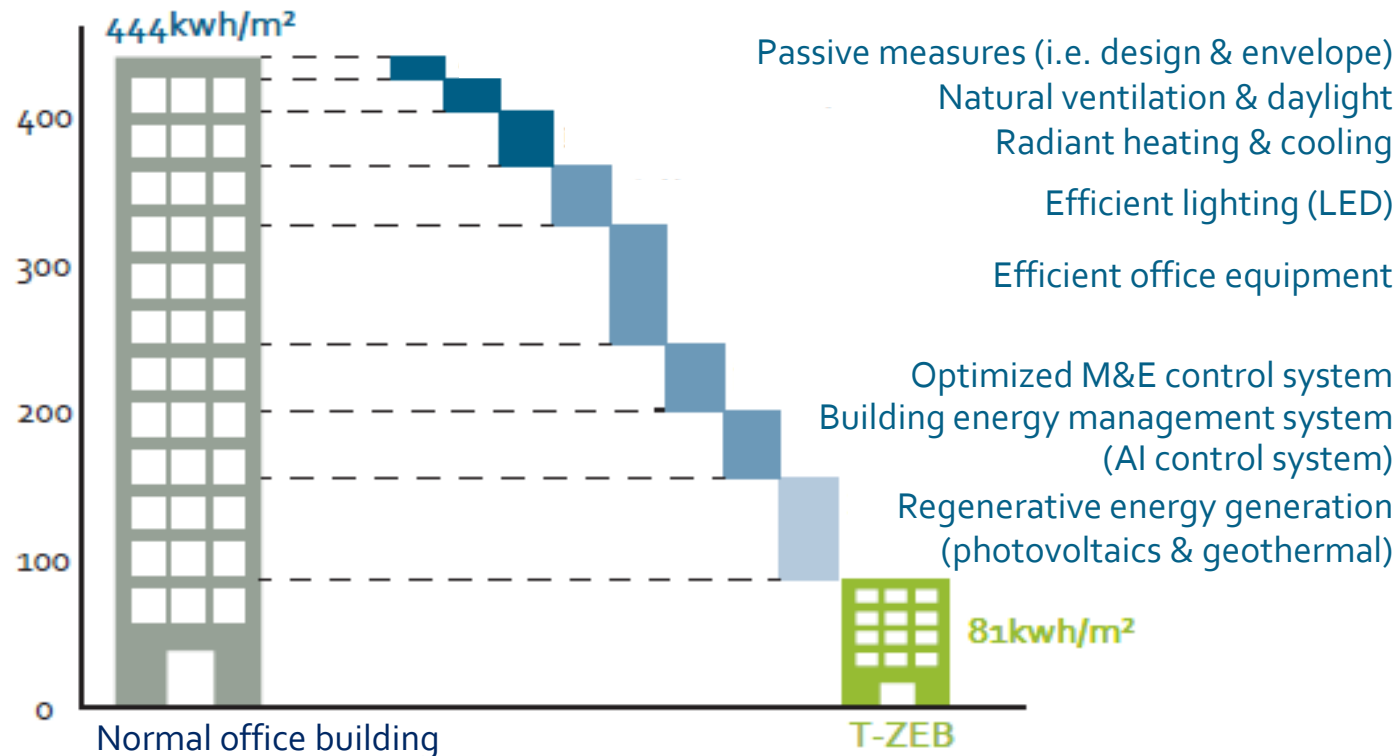 444kwh/m²
Passive measures (i.e. design & envelope)
Natural ventilation & daylight
Radiant heating & cooling
Efficient lighting (LED)
Efficient office equipment
Optimized M&E control system
Building energy management system
(AI control system)
Regenerative energy generation
(photovoltaics & geothermal)
400
300
200
100
0
81kwh/m²
Normal office building
T-ZEB